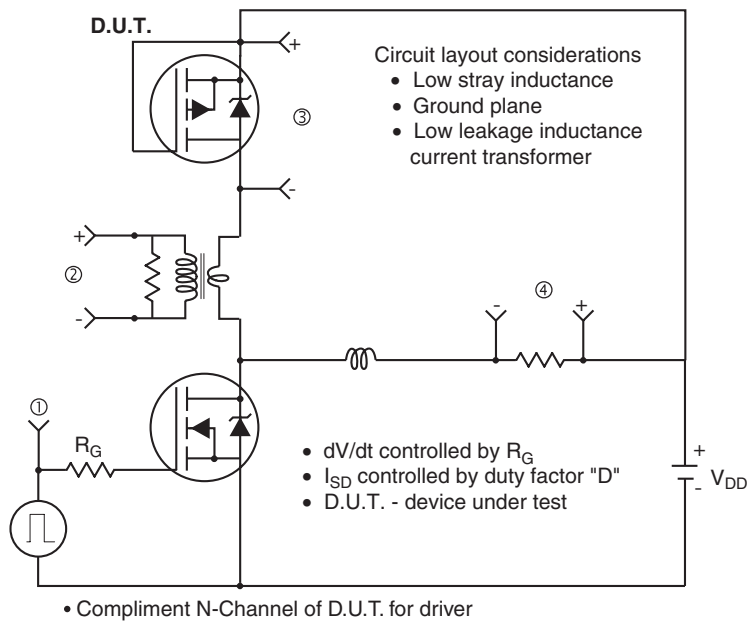 D.U.T.
+
Circuit layout considerations
• Low stray inductance
• Ground plane
• Low leakage inductance
current transformer
③
-
+
②
-
- ④ +
①
R_G
+
V_DD
-
• dV/dt controlled by R_G
• I_SD controlled by duty factor "D"
• D.U.T. - device under test
• Compliment N-Channel of D.U.T. for driver